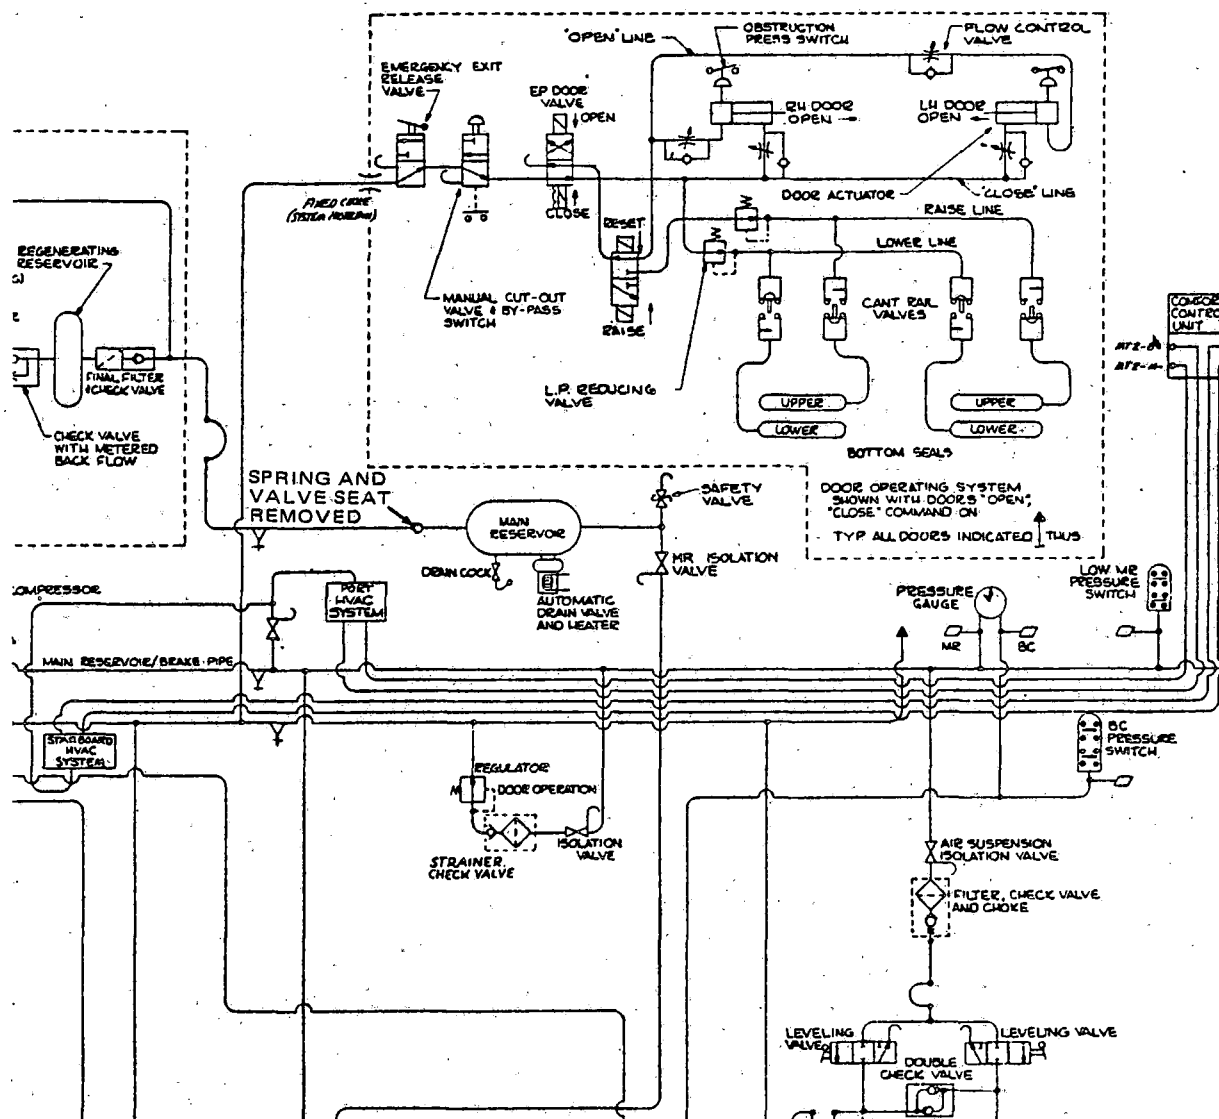 "OPEN" LINE
OBSTRUCTION
PRESS SWITCH
FLOW CONTROL
VALVE
EMERGENCY EXIT
RELEASE
VALVE
EP DOOR
VALVE
OPEN
RH DOOR
OPEN
LH DOOR
OPEN
FIXED CHOKE
CLOSE
DOOR ACTUATOR
"CLOSE" LINE
RESET
RAISE LINE
LOWER LINE
REGENERATING
RESERVOIR
MANUAL CUT-OUT
VALVE & BY-PASS
SWITCH
RAISE
CANT RAIL
VALVES
COMFOR
CONTRO
UNIT
FINAL FILTER
& CHECK VALVE
L.P. REDUCING
VALVE
UPPER
UPPER
LOWER
LOWER
CHECK VALVE
WITH METERED
BACK FLOW
BOTTOM SEALS
SPRING AND
VALVE SEAT
REMOVED
SAFETY
VALVE
DOOR OPERATING SYSTEM
SHOWN WITH DOORS "OPEN",
"CLOSE" COMMAND ON
TYP ALL DOORS INDICATED THUS
MAIN
RESERVOIR
DRAIN COCK
MR ISOLATION
VALVE
AUTOMATIC
DRAIN VALVE
AND HEATER
COMPRESSOR
PORT
HVAC
SYSTEM
PRESSURE
GAUGE
LOW MR
PRESSURE
SWITCH
MR
BC
MAIN RESERVOIR/BRAKE PIPE
STARBOARD
HVAC
SYSTEM
BC
PRESSURE
SWITCH
REGULATOR
DOOR OPERATION
ISOLATION
VALVE
STRAINER,
CHECK VALVE
AIR SUSPENSION
ISOLATION VALVE
FILTER, CHECK VALVE
AND CHOKE
LEVELING
VALVE
LEVELING VALVE
DOUBLE
CHECK VALVE